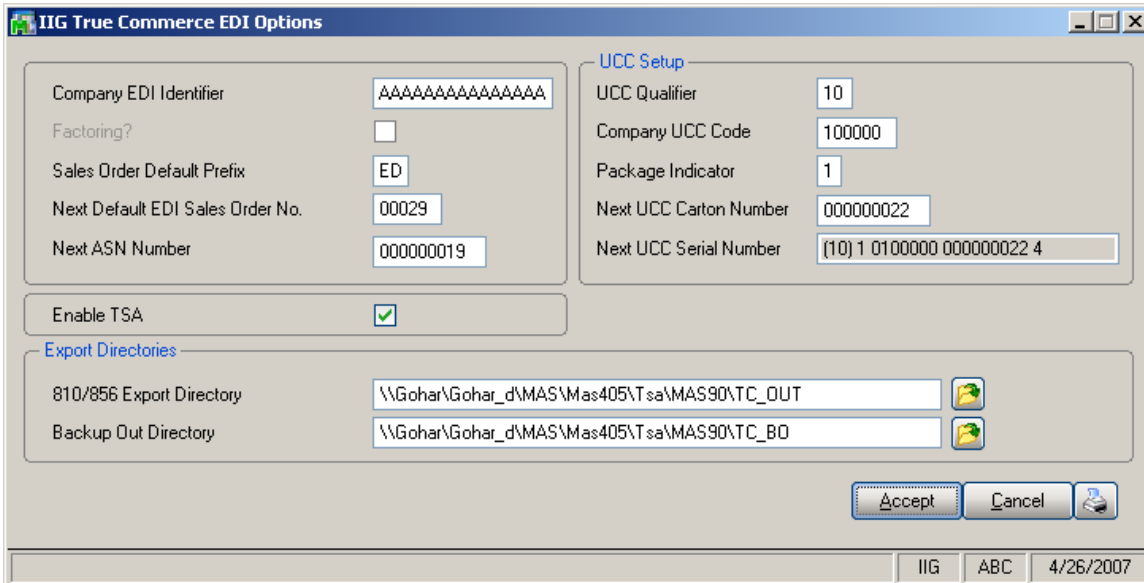 IIG True Commerce EDI Options
Company EDI Identifier AAAAAAAAAAAAAAA
Factoring?
Sales Order Default Prefix ED
Next Default EDI Sales Order No. 00029
Next ASN Number 000000019
UCC Setup
UCC Qualifier 10
Company UCC Code 100000
Package Indicator 1
Next UCC Carton Number 000000022
Next UCC Serial Number (10) 1 0100000 000000022 4
Enable TSA
Export Directories
810/856 Export Directory \\Gohar\Gohar_d\MAS\Mas405\Tsa\MAS90\TC_OUT
Backup Out Directory \\Gohar\Gohar_d\MAS\Mas405\Tsa\MAS90\TC_BO
Accept Cancel
IIG ABC 4/26/2007